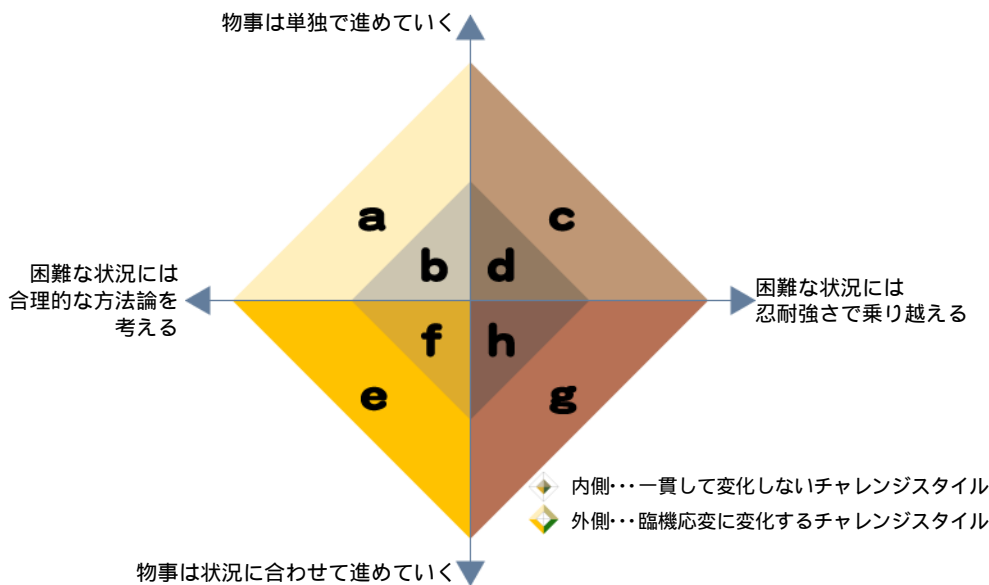 物事は単独で進めていく
a
c
b
d
困難な状況には
合理的な方法論を
考える
困難な状況には
忍耐強さで乗り越える
f
h
e
g
内側･･･一貫して変化しないチャレンジスタイル
外側･･･臨機応変に変化するチャレンジスタイル
物事は状況に合わせて進めていく